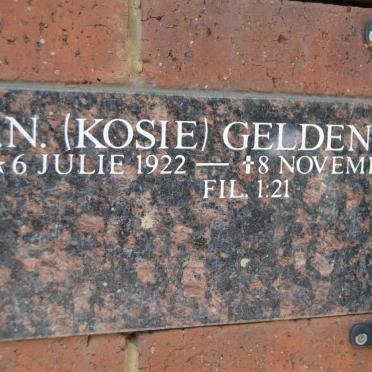 .N. (KOSIE) GELDEN
*6 JULIE 1922 — †8 NOVEM
FIL. 1:21